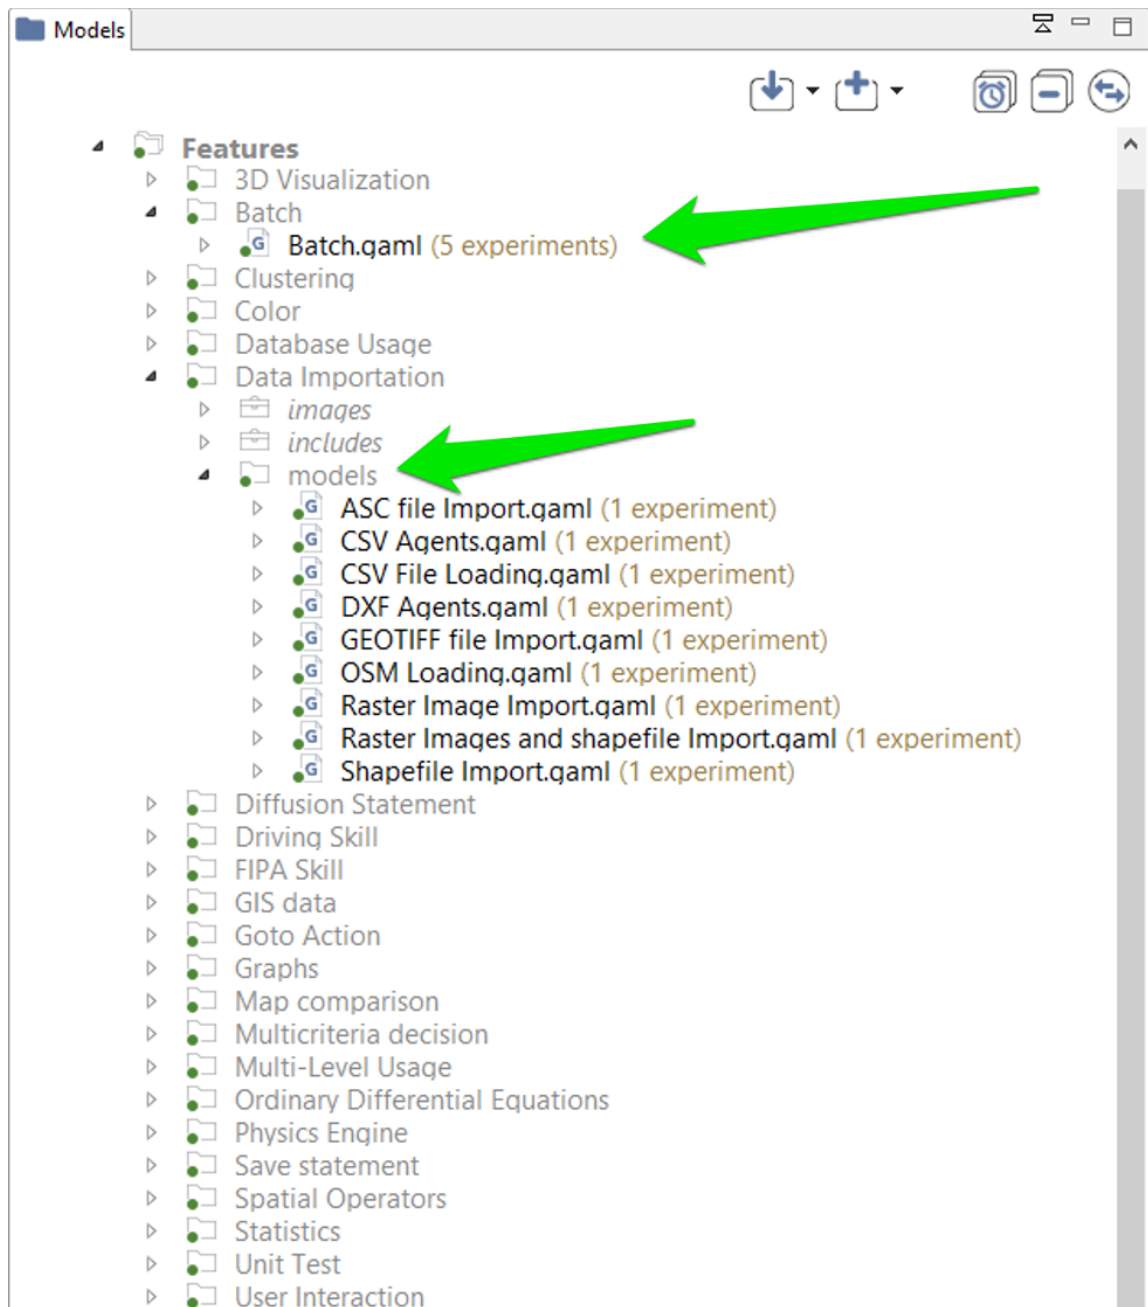 Models
Features
3D Visualization
Batch
Batch.gaml (5 experiments)
Clustering
Color
Database Usage
Data Importation
images
includes
models
ASC file Import.gaml (1 experiment)
CSV Agents.gaml (1 experiment)
CSV File Loading.gaml (1 experiment)
DXF Agents.gaml (1 experiment)
GEOTIFF file Import.gaml (1 experiment)
OSM Loading.gaml (1 experiment)
Raster Image Import.gaml (1 experiment)
Raster Images and shapefile Import.gaml (1 experiment)
Shapefile Import.gaml (1 experiment)
Diffusion Statement
Driving Skill
FIPA Skill
GIS data
Goto Action
Graphs
Map comparison
Multicriteria decision
Multi-Level Usage
Ordinary Differential Equations
Physics Engine
Save statement
Spatial Operators
Statistics
Unit Test
User Interaction